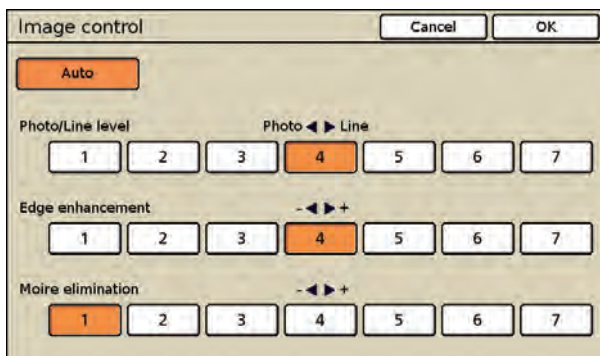 Image control Cancel OK
Auto
Photo/Line level Photo ◀ ▶ Line
1 2 3 4 5 6 7
Edge enhancement - ◀ ▶ +
1 2 3 4 5 6 7
Moire elimination - ◀ ▶ +
1 2 3 4 5 6 7